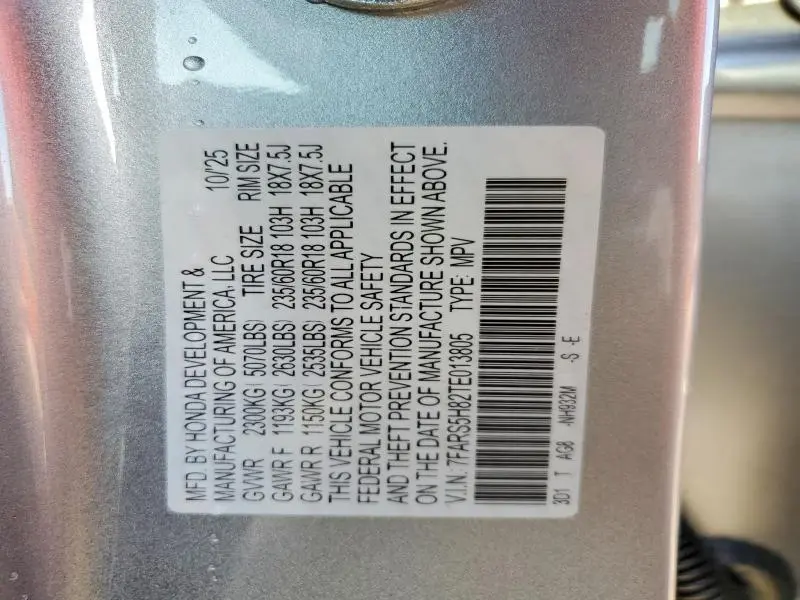 MFD. BY HONDA DEVELOPMENT &
MANUFACTURING OF AMERICA, LLC 10/'25
GVWR 2300KG( 5070LBS) TIRE SIZE RIM SIZE
GAWR F 1193KG( 2630LBS) 235/60R18 103H 18X7.5J
GAWR R 1150KG( 2535LBS) 235/60R18 103H 18X7.5J
THIS VEHICLE CONFORMS TO ALL APPLICABLE
FEDERAL MOTOR VEHICLE SAFETY
AND THEFT PREVENTION STANDARDS IN EFFECT
ON THE DATE OF MANUFACTURE SHOWN ABOVE.
V.I.N: 7FARS5H82TE013805 TYPE: MPV
3D1 T AG8 -NH932M -S -E